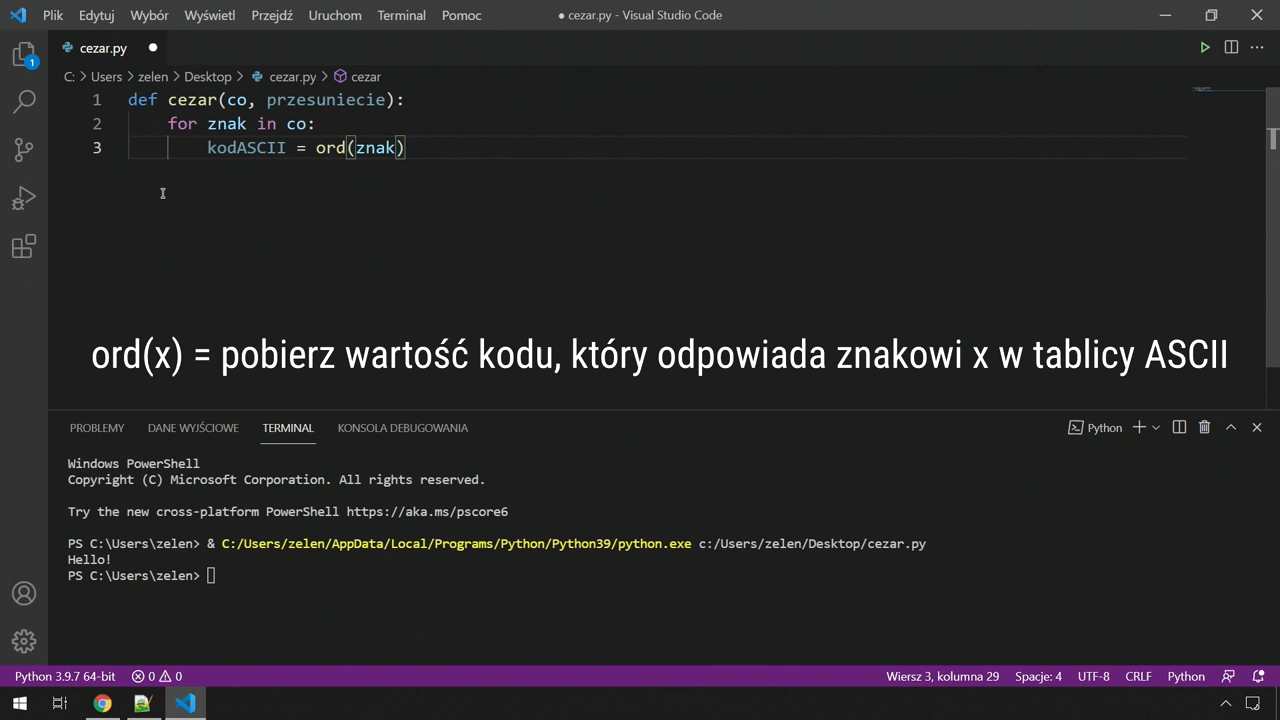 Plik Edytuj Wybór Wyświetl Przejdź Uruchom Terminal Pomoc ● cezar.py - Visual Studio Code
cezar.py ●
C: > Users > zelen > Desktop > cezar.py > cezar
1 def cezar(co, przesuniecie):
2 for znak in co:
3 kodASCII = ord(znak)
1
ord(x) = pobierz wartość kodu, który odpowiada znakowi x w tablicy ASCII
PROBLEMY DANE WYJŚCIOWE TERMINAL KONSOLA DEBUGOWANIA Python
Windows PowerShell
Copyright (C) Microsoft Corporation. All rights reserved.
Try the new cross-platform PowerShell https://aka.ms/pscore6
PS C:\Users\zelen> & C:/Users/zelen/AppData/Local/Programs/Python/Python39/python.exe c:/Users/zelen/Desktop/cezar.py
Hello!
PS C:\Users\zelen>
Python 3.9.7 64-bit 0 0 Wiersz 3, kolumna 29 Spacje: 4 UTF-8 CRLF Python